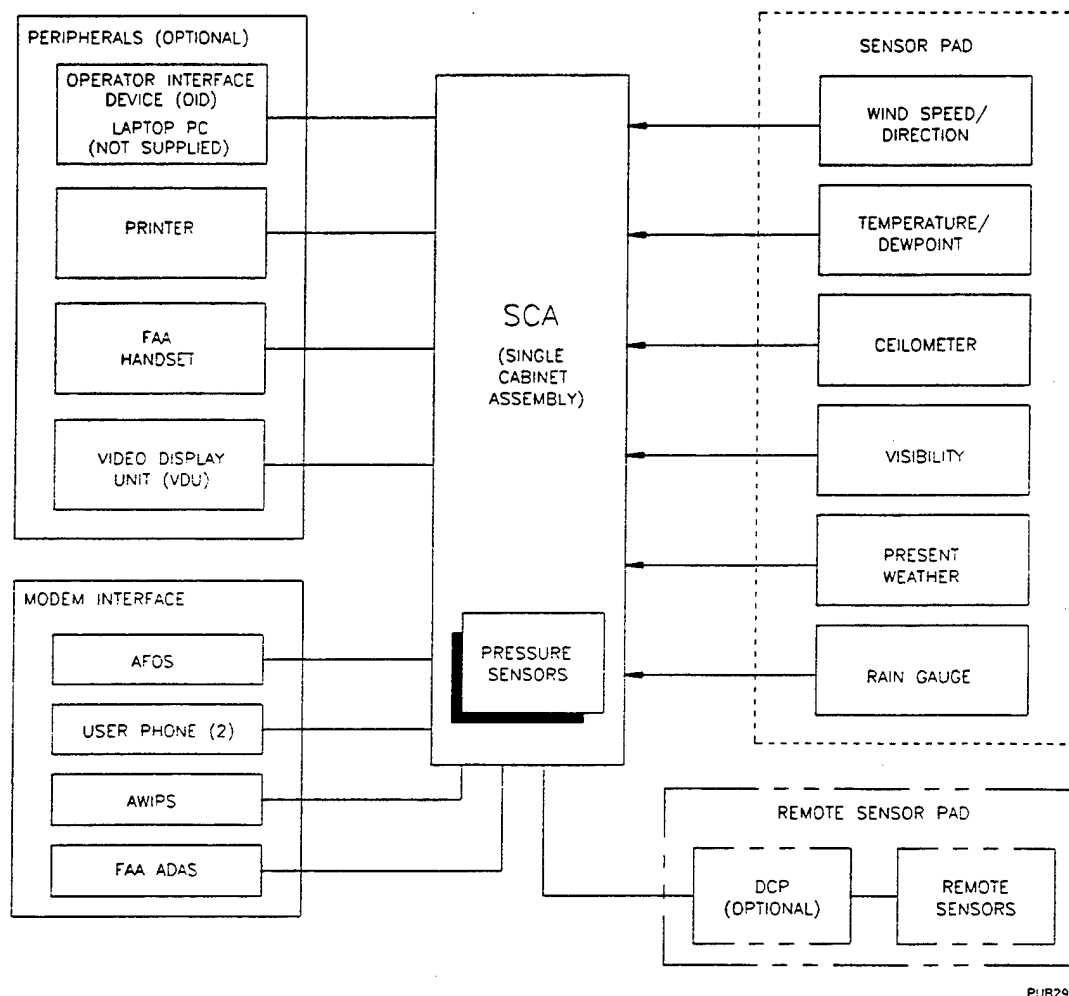 PERIPHERALS (OPTIONAL)
OPERATOR INTERFACE
DEVICE (OID)
LAPTOP PC
(NOT SUPPLIED)
PRINTER
FAA
HANDSET
VIDEO DISPLAY
UNIT (VDU)
MODEM INTERFACE
AFOS
USER PHONE (2)
AWIPS
FAA ADAS
SCA
(SINGLE
CABINET
ASSEMBLY)
PRESSURE
SENSORS
SENSOR PAD
WIND SPEED/
DIRECTION
TEMPERATURE/
DEWPOINT
CEILOMETER
VISIBILITY
PRESENT
WEATHER
RAIN GAUGE
REMOTE SENSOR PAD
DCP
(OPTIONAL)
REMOTE
SENSORS
PUB29